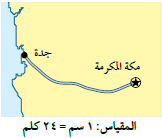 جدة
مكة المكرمة
المقياس: ١ سم = ٢٤ كلم